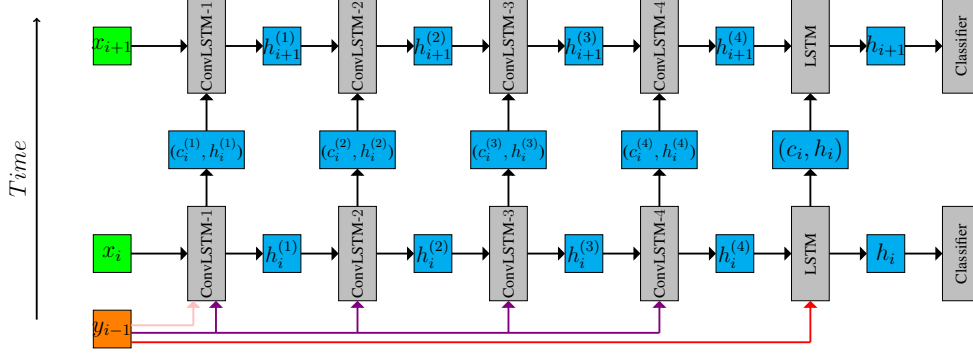 x_{i+1} ConvLSTM-1 h_{i+1}^{(1)} ConvLSTM-2 h_{i+1}^{(2)} ConvLSTM-3 h_{i+1}^{(3)} ConvLSTM-4 h_{i+1}^{(4)} LSTM h_{i+1} Classifier
(c_i^{(1)}, h_i^{(1)}) (c_i^{(2)}, h_i^{(2)}) (c_i^{(3)}, h_i^{(3)}) (c_i^{(4)}, h_i^{(4)}) (c_i, h_i)
Time
x_i ConvLSTM-1 h_i^{(1)} ConvLSTM-2 h_i^{(2)} ConvLSTM-3 h_i^{(3)} ConvLSTM-4 h_i^{(4)} LSTM h_i Classifier
y_{i-1}